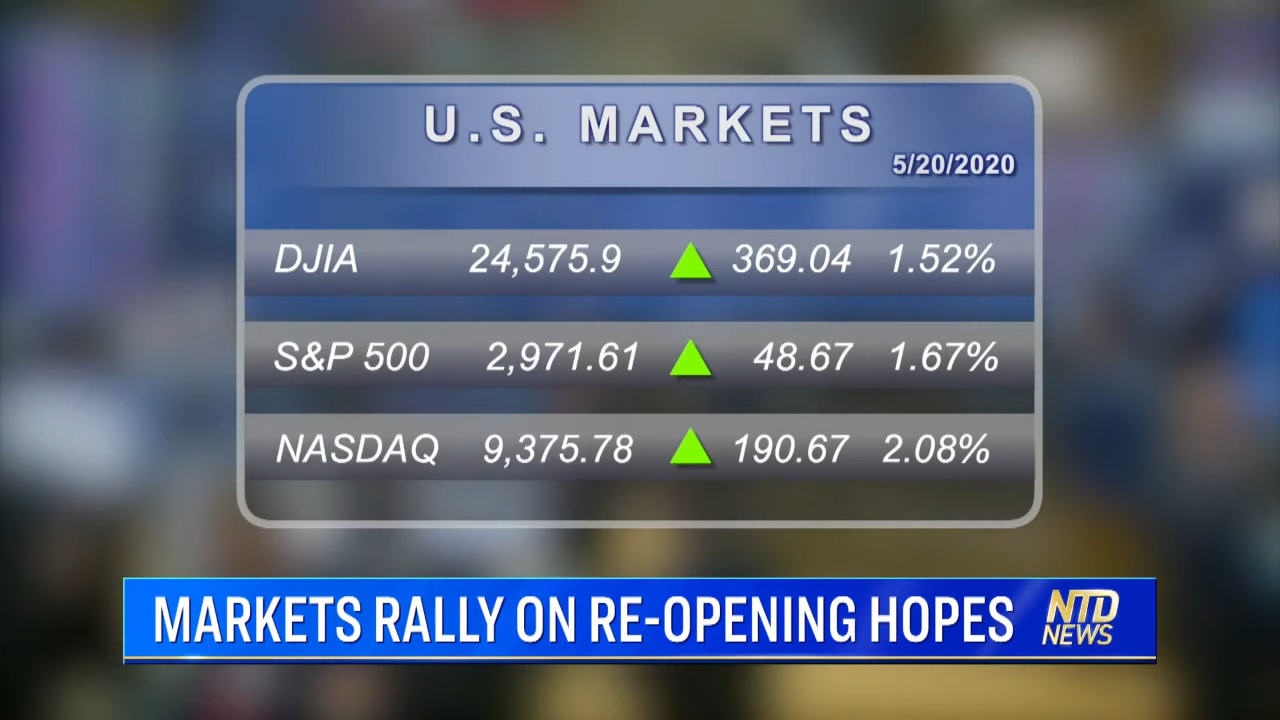 U.S. MARKETS
5/20/2020
DJIA 24,575.9 369.04 1.52%
S&P 500 2,971.61 48.67 1.67%
NASDAQ 9,375.78 190.67 2.08%
MARKETS RALLY ON RE-OPENING HOPES
NTD
NEWS